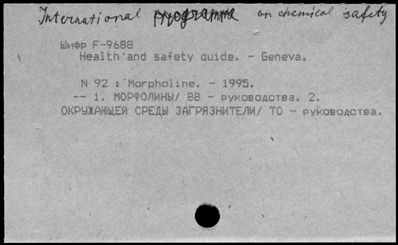 International programme on chemical safety
Шифр F-9688
Health and safety guide. - Geneva.
N 92 : Morpholine. - 1995.
-- 1. МОРФОЛИНЫ/ ВВ - руководства. 2.
ОКРУЖАЮЩЕЙ СРЕДЫ ЗАГРЯЗНИТЕЛИ/ ТО - руководства.